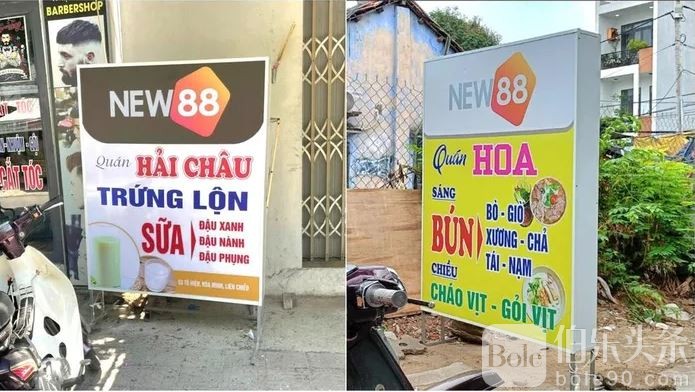 BARBERSHOP
NEW88
Quán HẢI CHÂU
TRỨNG LỘN
SỮA
ĐẬU XANH
ĐẬU NÀNH
ĐẬU PHỤNG
CẮT TÓC
NEW88
Quán HOA
SÁNG
BÚN
BÒ - GIÒ
XƯƠNG - CHẢ
TÁI - NẠM
CHIỀU
CHÁO VỊT - GỎI VỊT
Bole 伯乐头条
bole90.com